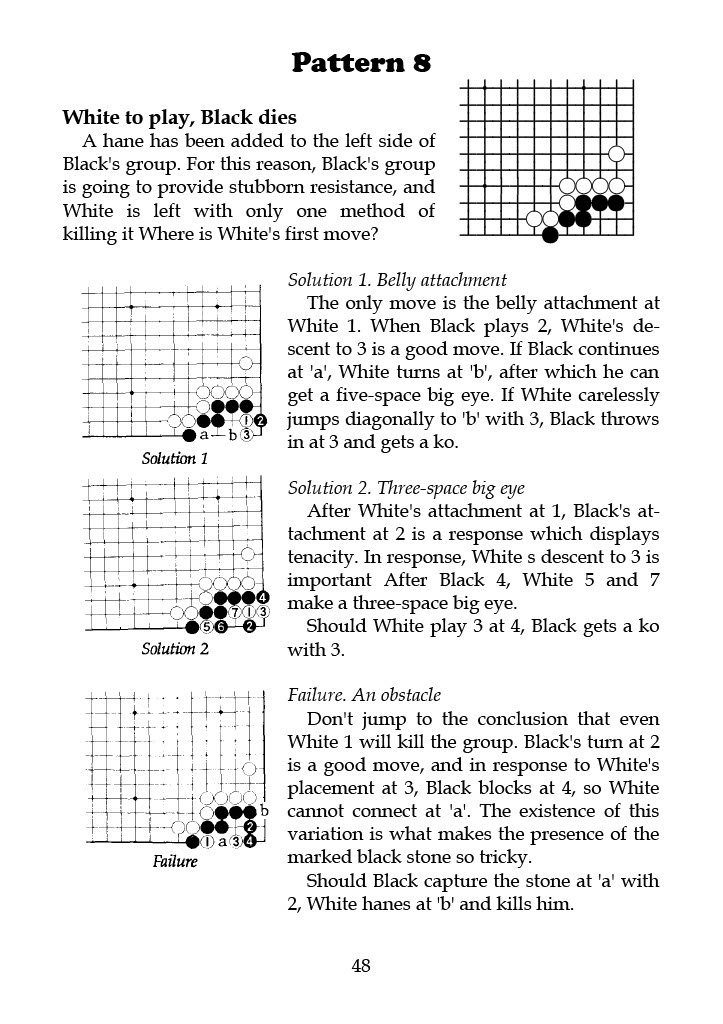 Pattern 8
White to play, Black dies
A hane has been added to the left side of
Black's group. For this reason, Black's group
is going to provide stubborn resistance, and
White is left with only one method of
killing it Where is White's first move?
Solution 1. Belly attachment
The only move is the belly attachment at
White 1. When Black plays 2, White's de-
scent to 3 is a good move. If Black continues
at 'a', White turns at 'b', after which he can
get a five-space big eye. If White carelessly
jumps diagonally to 'b' with 3, Black throws
in at 3 and gets a ko.
1 2
a b 3
Solution 1
Solution 2. Three-space big eye
After White's attachment at 1, Black's at-
tachment at 2 is a response which displays
tenacity. In response, White s descent to 3 is
important After Black 4, White 5 and 7
make a three-space big eye.
Should White play 3 at 4, Black gets a ko
with 3.
4
7 1 3
5 6 2
Solution 2
Failure. An obstacle
Don't jump to the conclusion that even
White 1 will kill the group. Black's turn at 2
is a good move, and in response to White's
placement at 3, Black blocks at 4, so White
cannot connect at 'a'. The existence of this
variation is what makes the presence of the
marked black stone so tricky.
Should Black capture the stone at 'a' with
2, White hanes at 'b' and kills him.
b
2
1 a 3 4
Failure
48